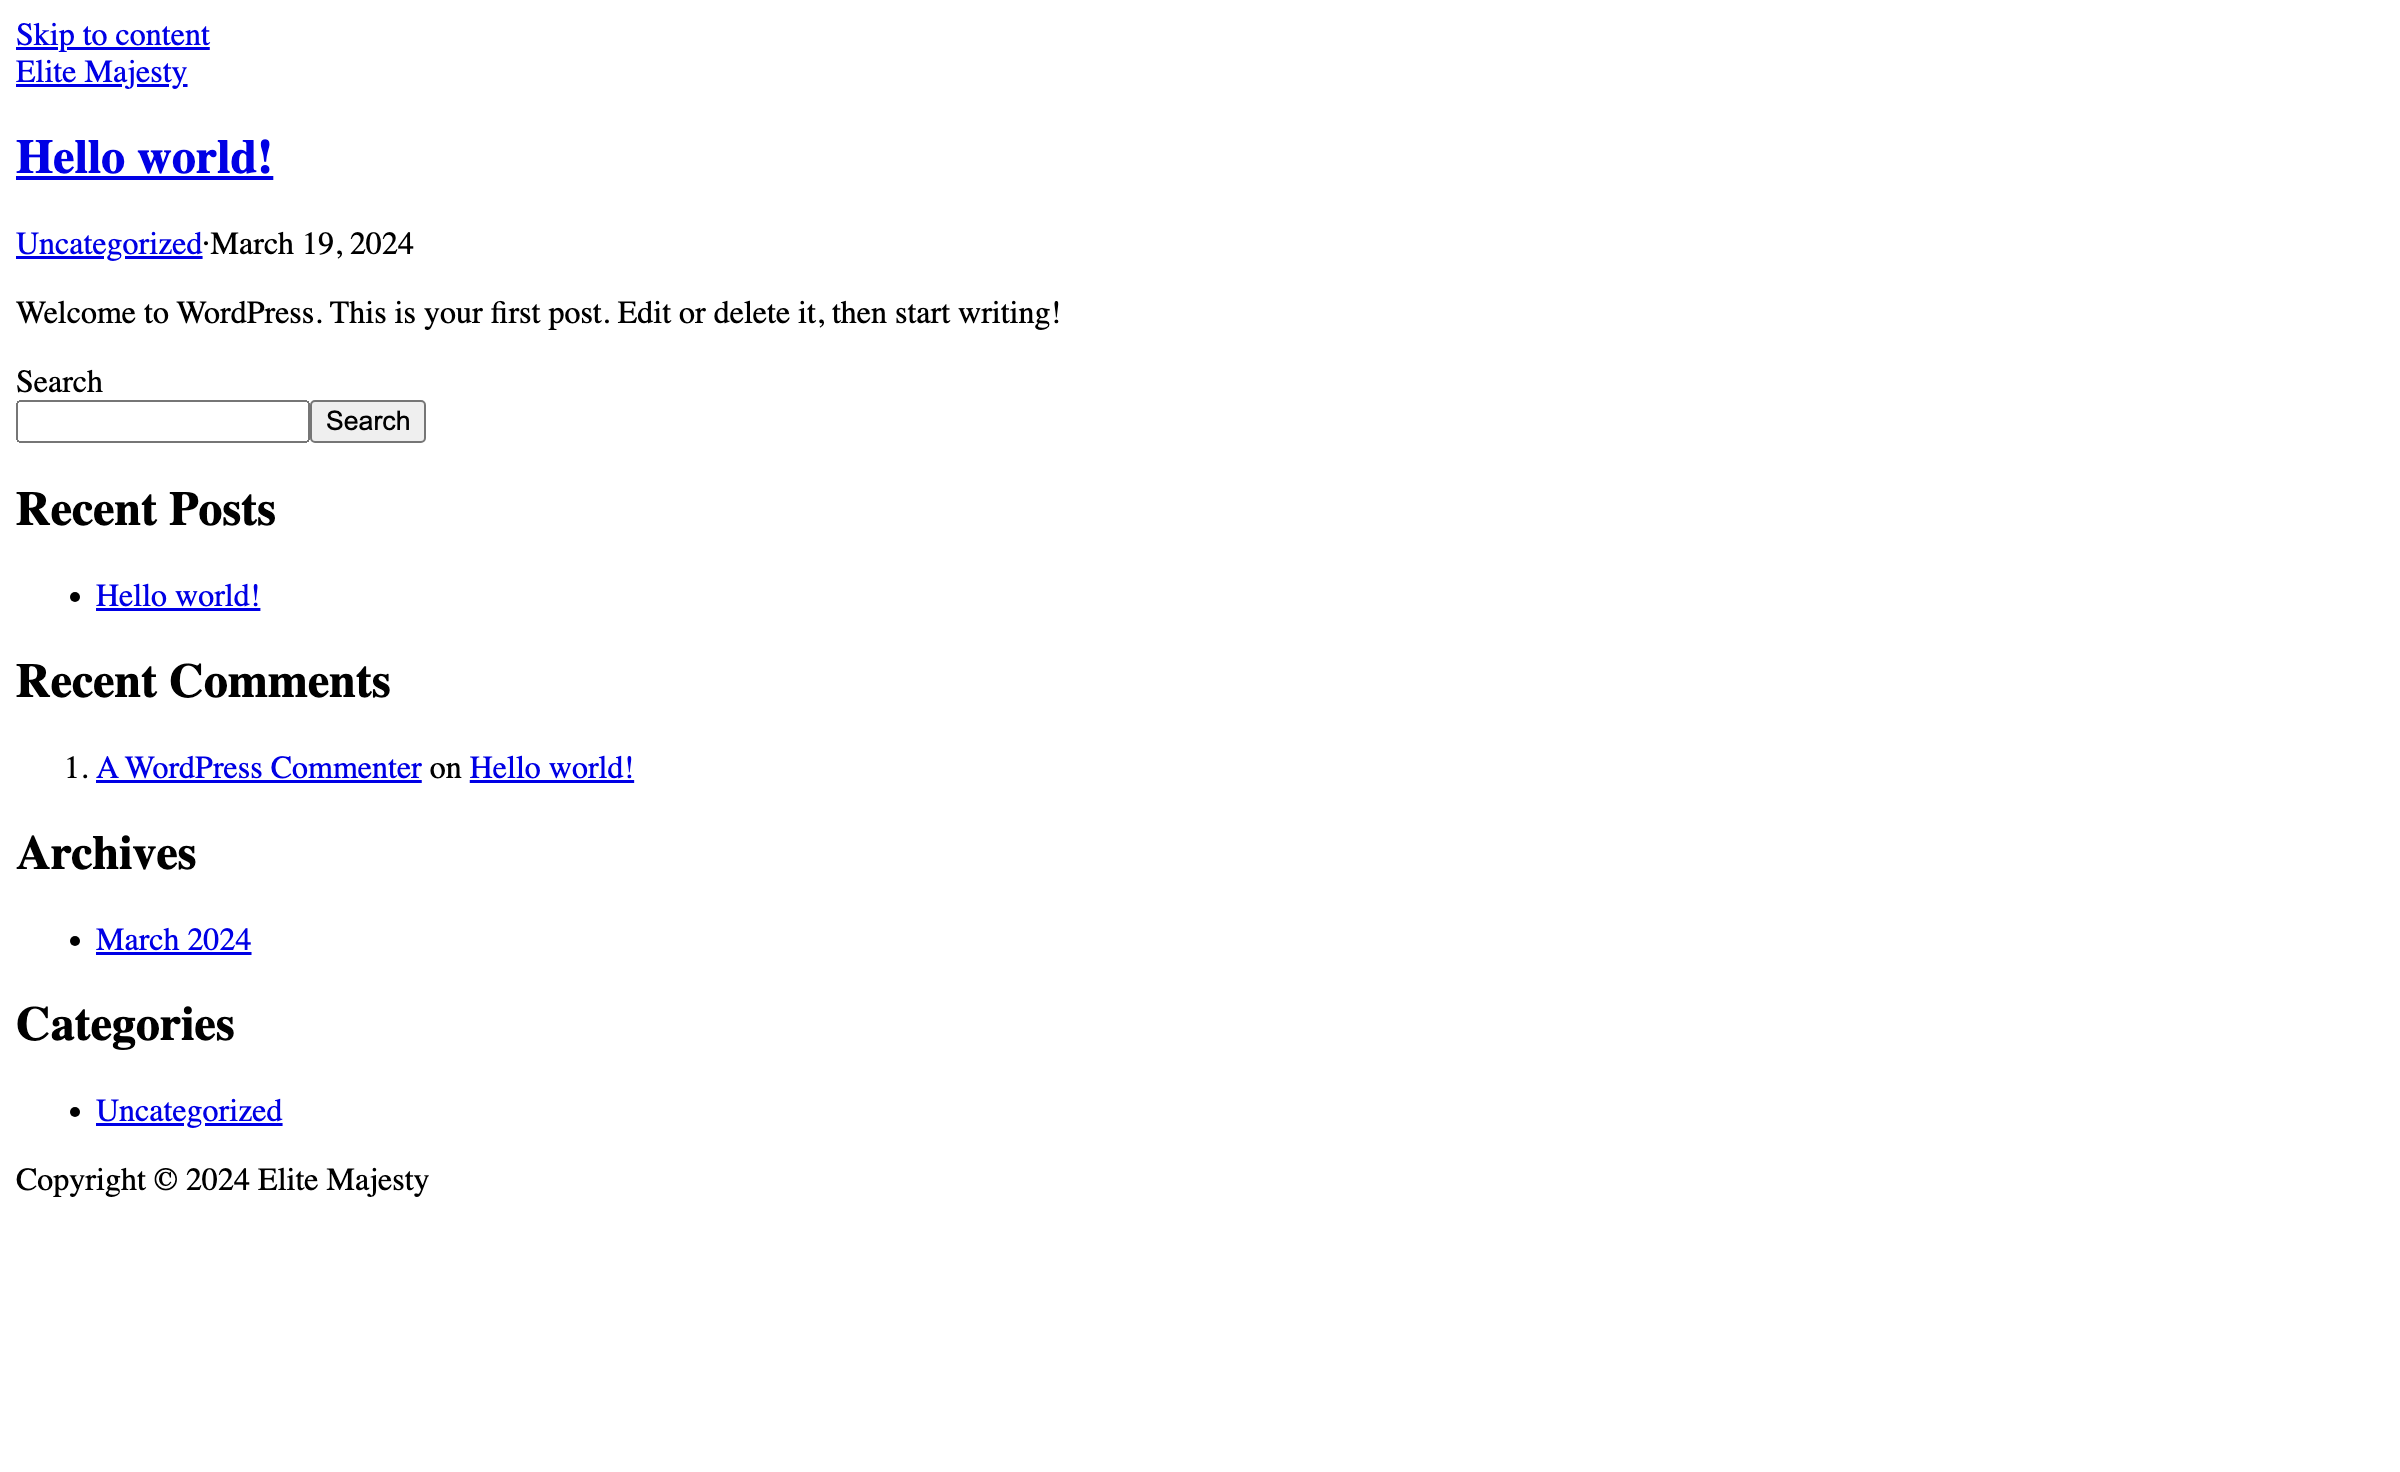 Skip to content
Elite Majesty
Hello world!
Uncategorized·March 19, 2024
Welcome to WordPress. This is your first post. Edit or delete it, then start writing!
Search
Search
Recent Posts
• Hello world!
Recent Comments
1. A WordPress Commenter on Hello world!
Archives
• March 2024
Categories
• Uncategorized
Copyright © 2024 Elite Majesty